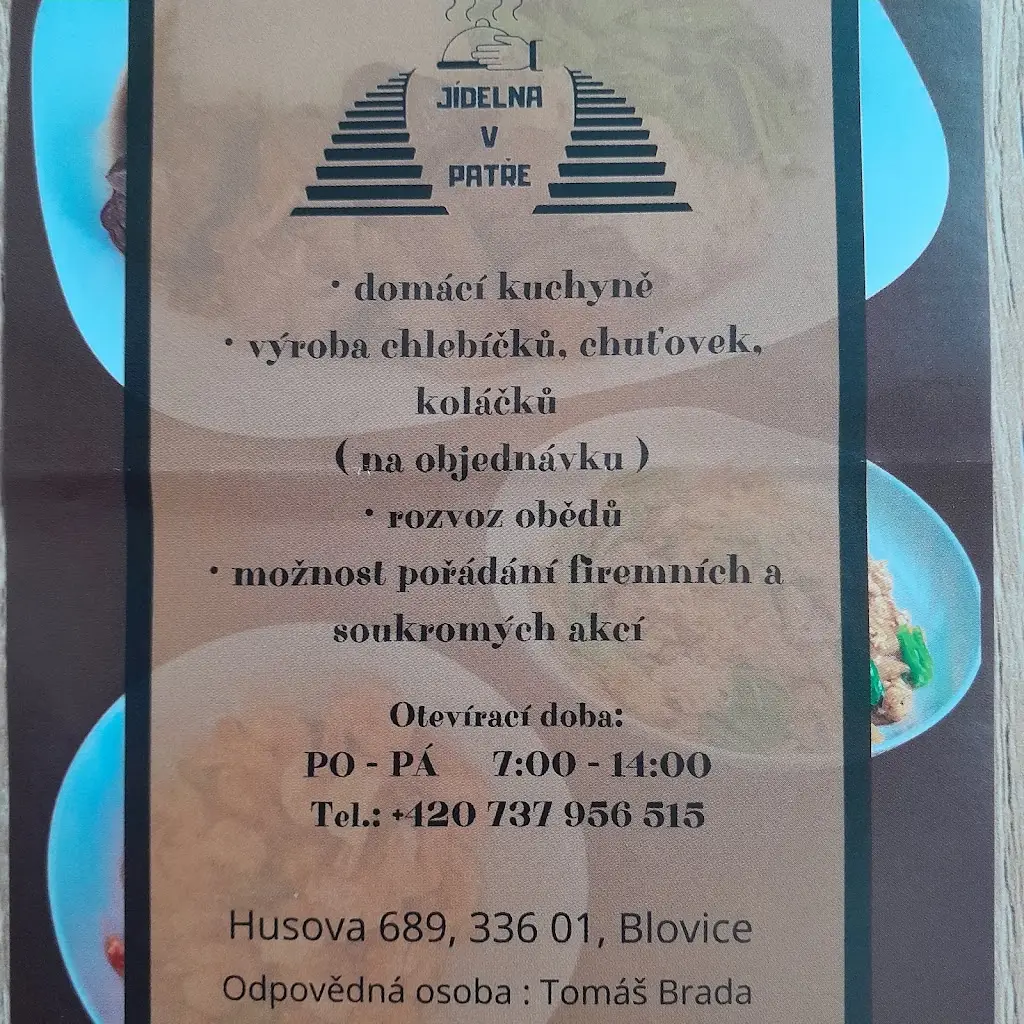 JÍDELNA
V
PATŘE
· domácí kuchyně
· výroba chlebíčků, chuťovek,
koláčků
( na objednávku )
· rozvoz obědů
· možnost pořádání firemních a
soukromých akcí
Otevírací doba:
PO - PÁ 7:00 - 14:00
Tel.: +420 737 956 515
Husova 689, 336 01, Blovice
Odpovědná osoba : Tomáš Brada